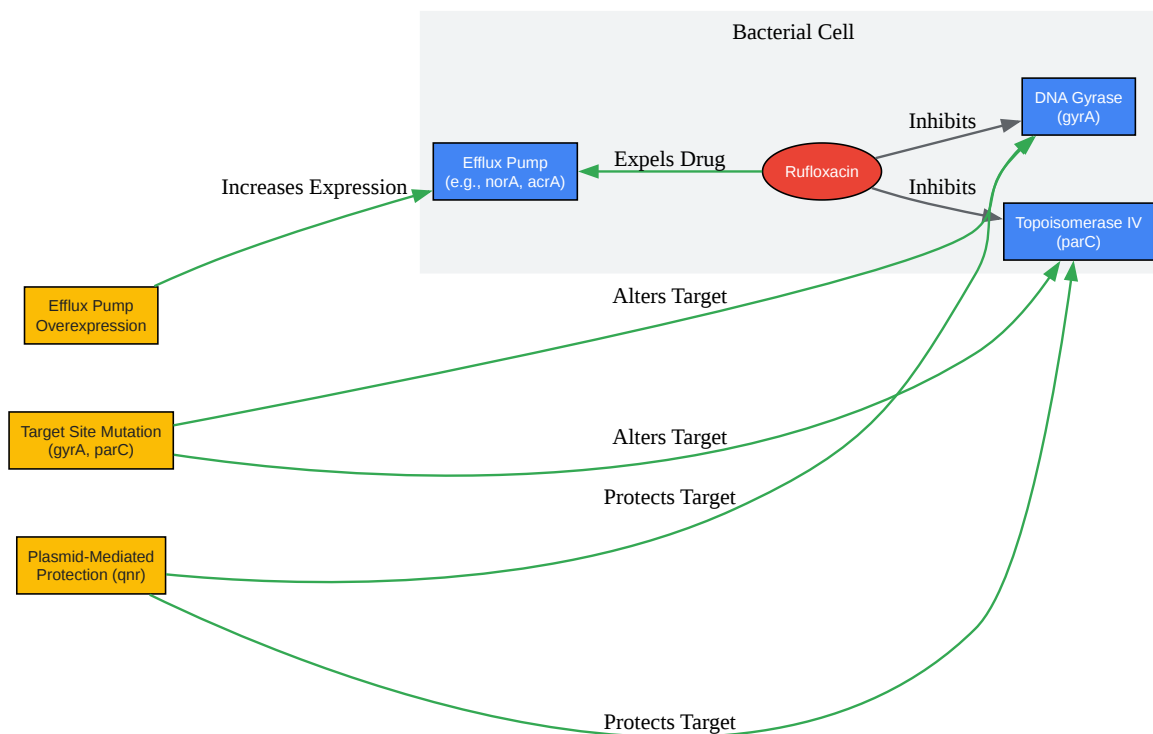 Bacterial Cell
DNA Gyrase
(gyrA)
Inhibits
Efflux Pump
(e.g., norA, acrA)
Expels Drug
Rufloxacin
Increases Expression
Inhibits
Topoisomerase IV
(parC)
Efflux Pump
Overexpression
Alters Target
Target Site Mutation
(gyrA, parC)
Alters Target
Protects Target
Plasmid-Mediated
Protection (qnr)
Protects Target